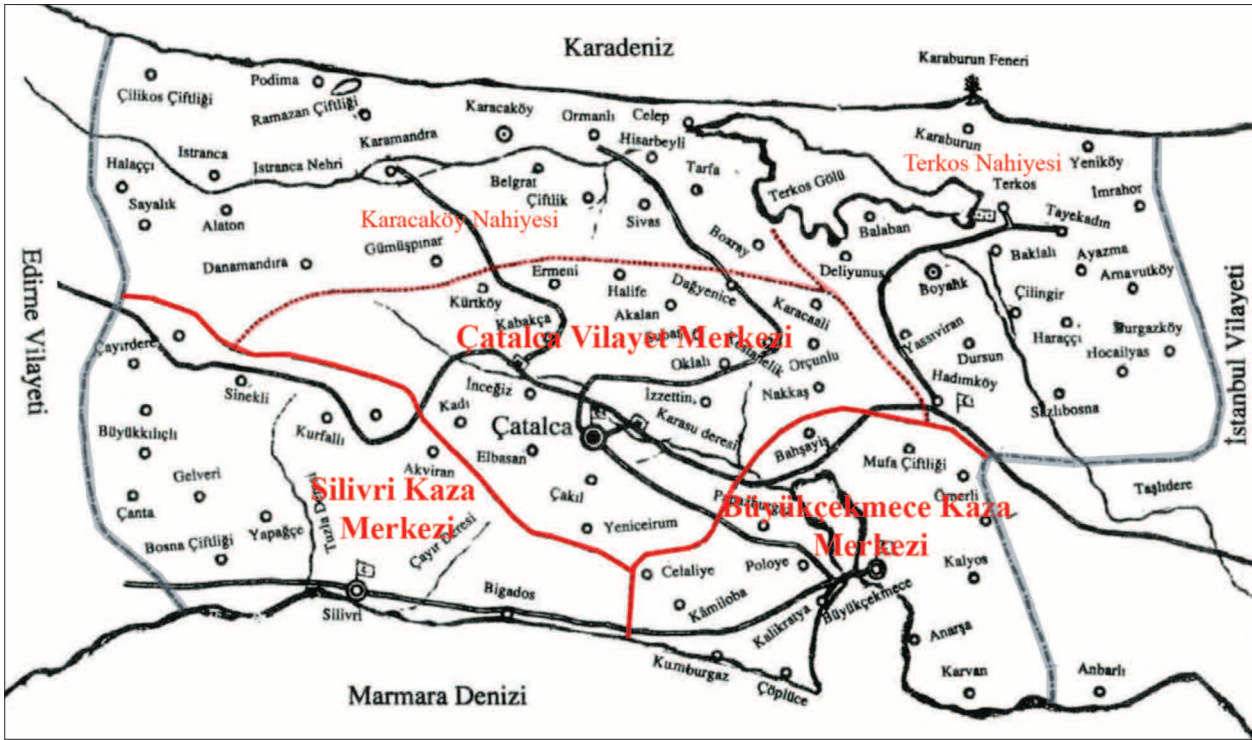 Karadeniz
Karaburun Feneri
Podima
Çilikos Çiftliği
Ramazan Çiftliği
Karacaköy
Ormanlı
Celep
Karamandra
Hisarbeyli
Karaburun
Yeniköy
Halaççı
Istranca
Istranca Nehri
Belgrat
Çiftlik
Tarfa
Terkos Gölü
Terkos Nahiyesi
Terkos
İmrahor
Sayalık
Alaton
Karacaköy Nahiyesi
Sivas
Balaban
Tayekadın
Danamandıra
Gümüşpınar
Boxray
Deliyunus
Baklalı
Ayazma
Edirne Vilayeti
Ermeni
Halife
Dağyenice
Boyalık
Arnavutköy
Kürtköy
Akalan
Karacaali
Çilingir
Kabakça
Çatalca Vilayet Merkezi
Yassıviran
Haraççı
Burgazköy
İstanbul Vilayeti
Çayırdere
Oklalı
Orçunlu
Dursun
Hocailyas
Sinekli
İnceğiz
İzzettin
Nakkaş
Hadımköy
Sazlıbosna
Kadı
Kurfallı
Çatalca
Karasu deresi
Büyükkılıçlı
Elbasan
Bahşayiş
Mufa Çiftliği
Akviran
Gelveri
Silivri Kaza
Merkezi
Çakıl
Ömerli
Taşlıdere
Çanta
Büyükçekmece Kaza
Merkezi
Yapağçe
Tuzla Deresi
Çayır Deresi
Yeniceirum
Bosna Çiftliği
Celaliye
Poloye
Kalyos
Silivri
Bigados
Kâmiloba
Kalikratya
Büyükçekmece
Anarşa
Kumburgaz
Çöplüce
Karvan
Anbarlı
Marmara Denizi